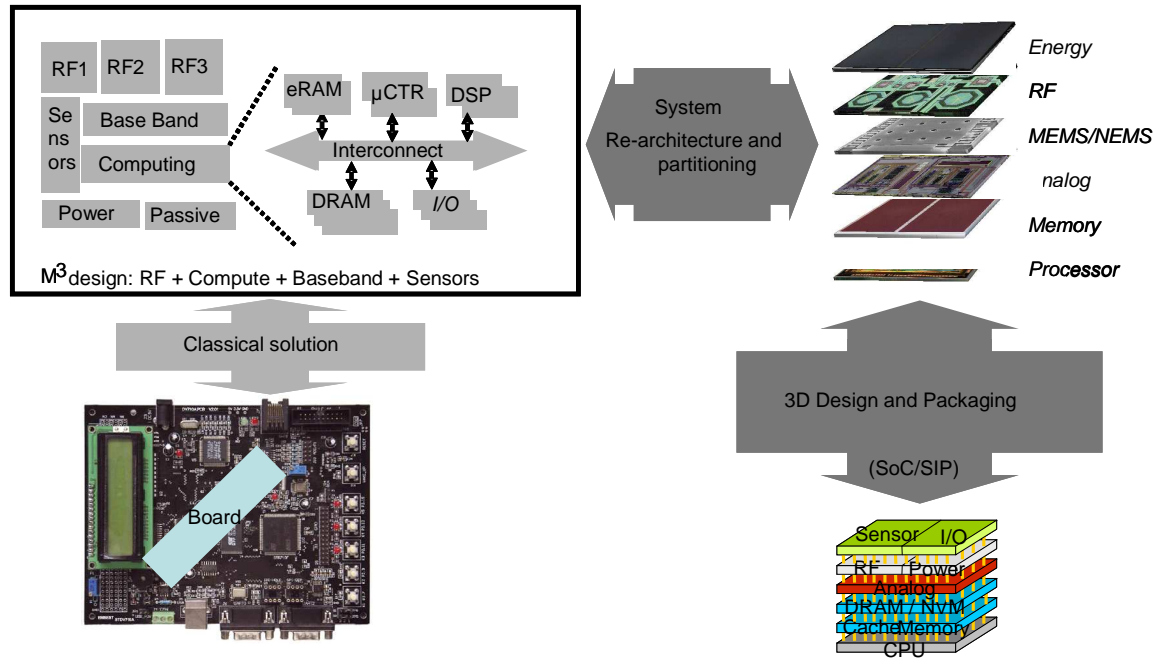 RF1
RF2
RF3
Se
ns
ors
Base Band
Computing
Power
Passive
eRAM
µCTR
DSP
Interconnect
DRAM
I/O
M3 design: RF + Compute + Baseband + Sensors
System
Re-architecture and
partitioning
Energy
RF
MEMS/NEMS
nalog
Memory
Processor
Classical solution
Board
3D Design and Packaging
(SoC/SIP)
Sensor
I/O
RF
Power
Analog
DRAM / NVM
Cache
Memory
CPU